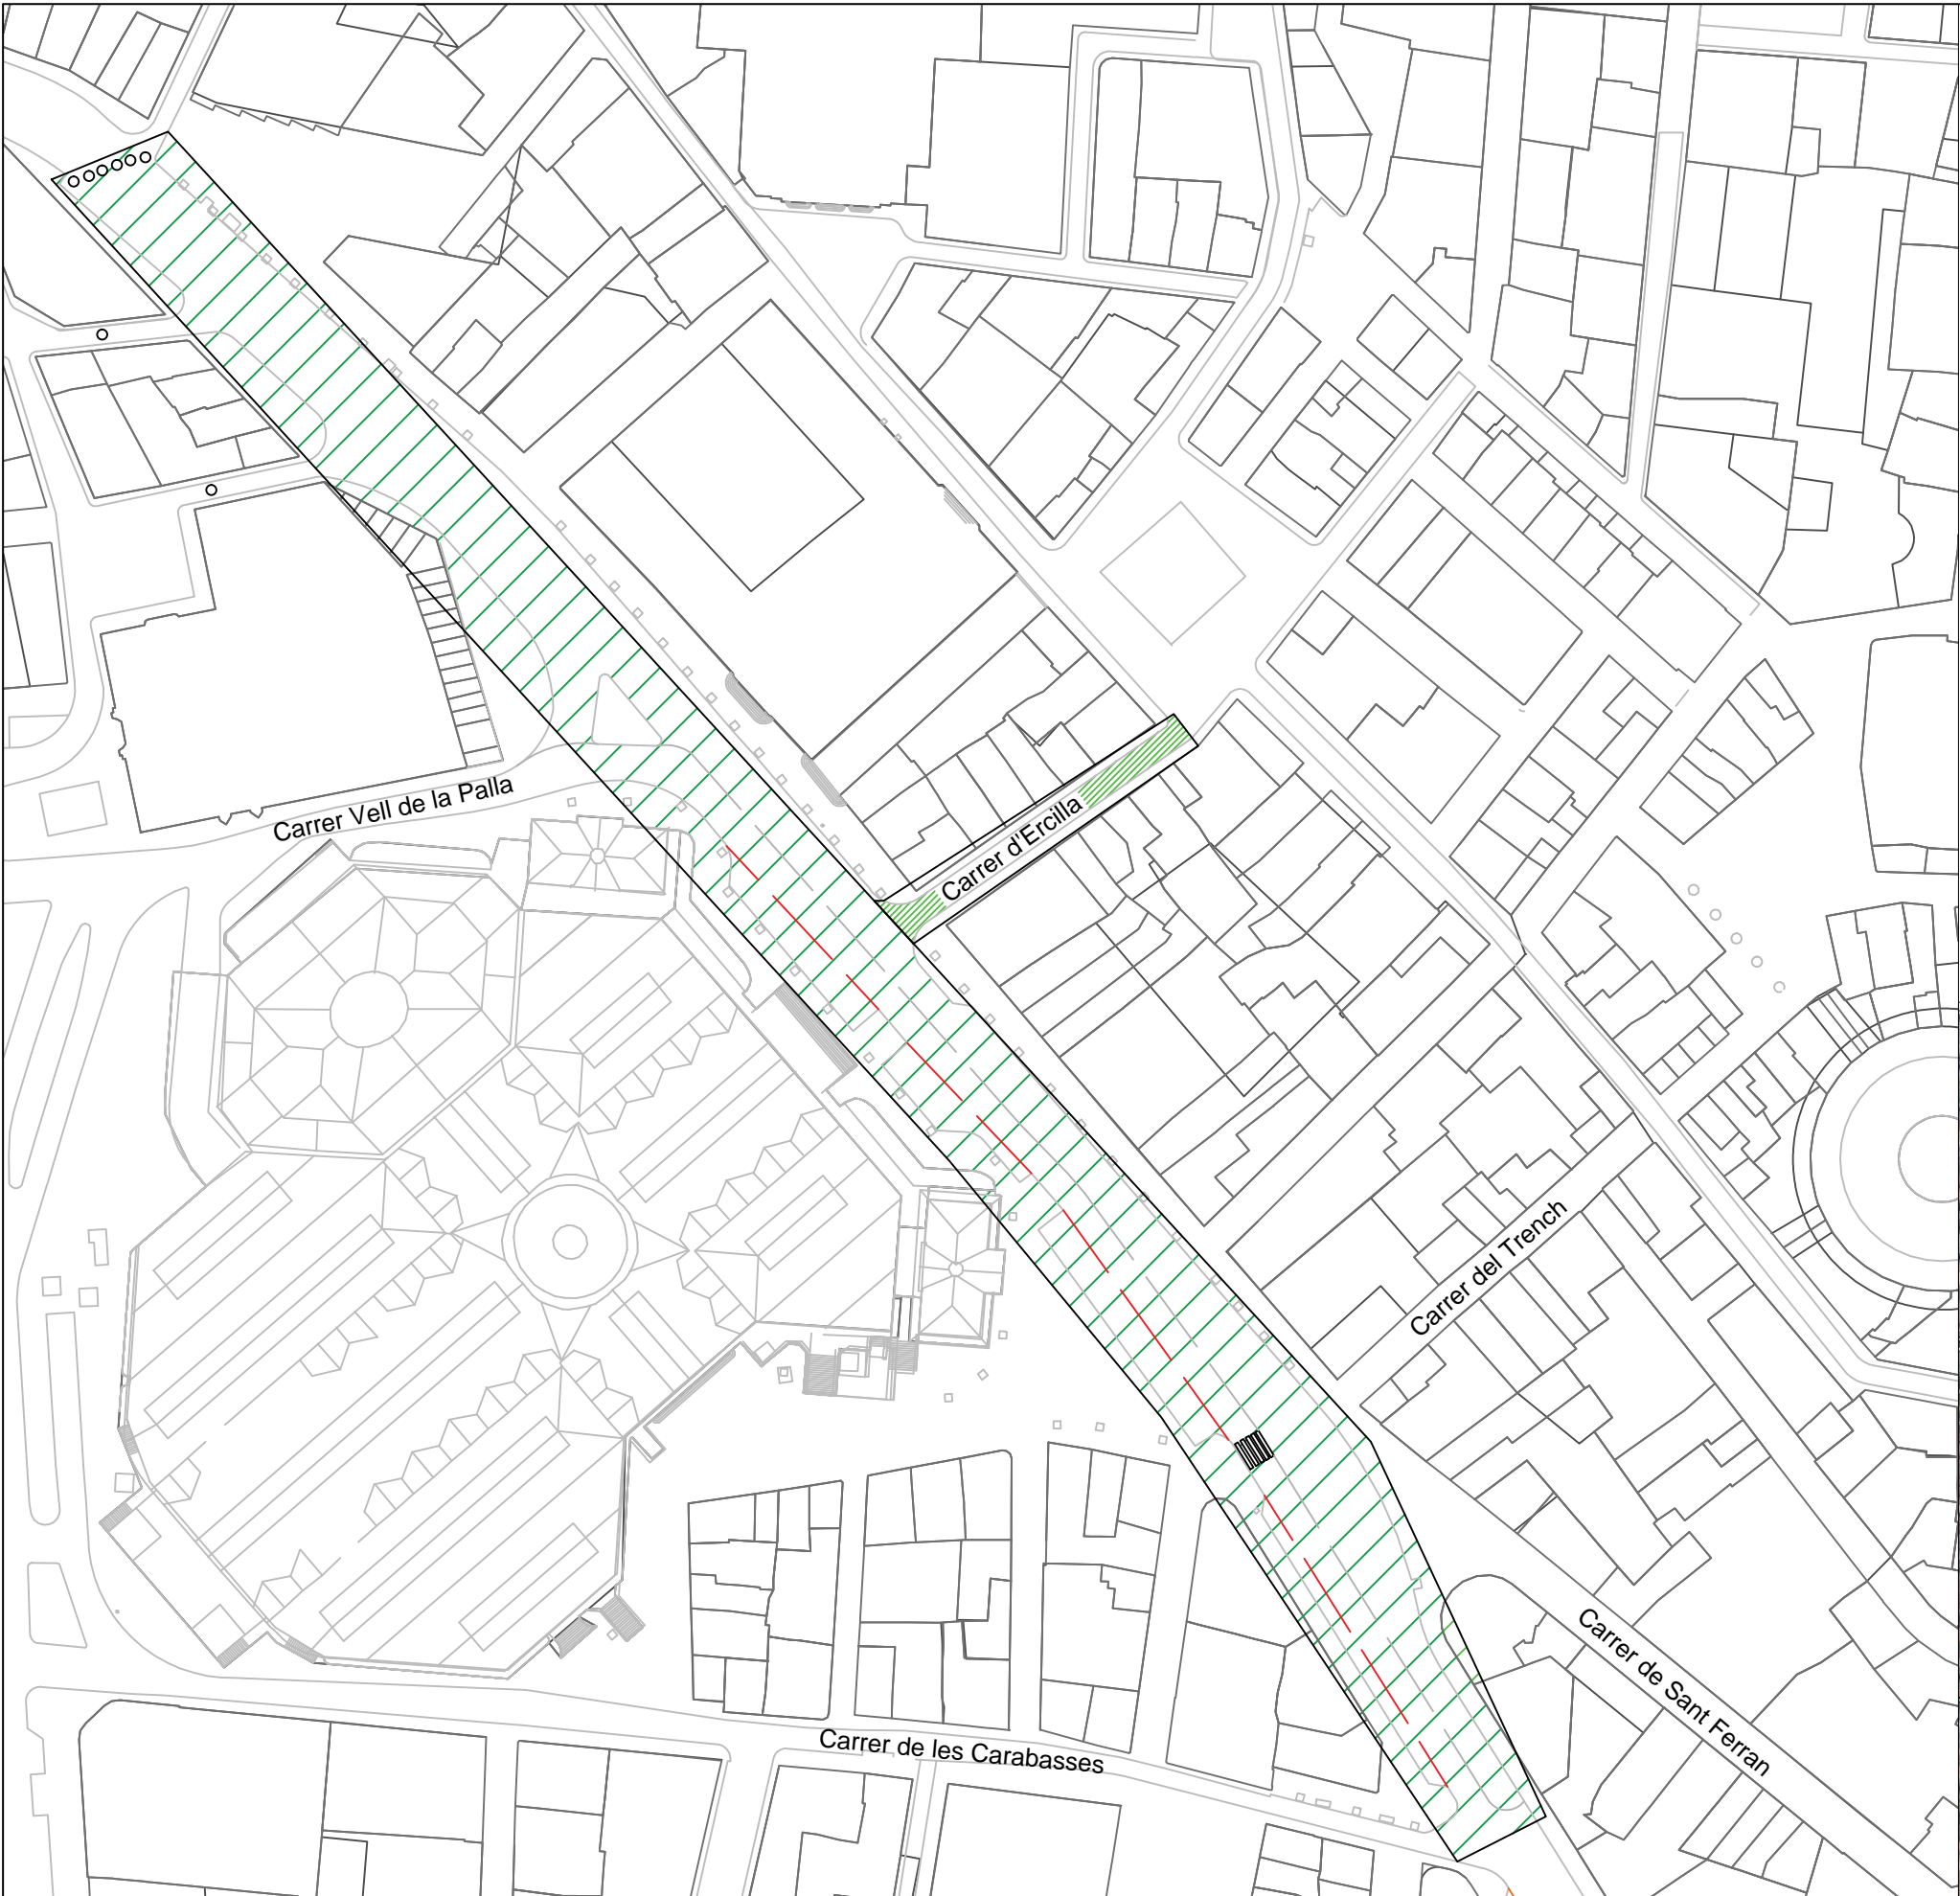 Carrer Vell de la Palla
Carrer d'Ercilla
Carrer del Trench
Carrer de Sant Ferran
Carrer de les Carabasses